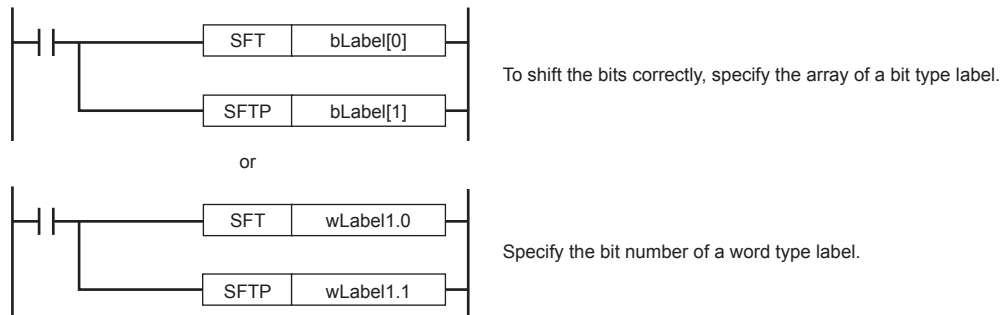 SFT bLabel[0]
To shift the bits correctly, specify the array of a bit type label.
SFTP bLabel[1]
or
SFT wLabel1.0
Specify the bit number of a word type label.
SFTP wLabel1.1